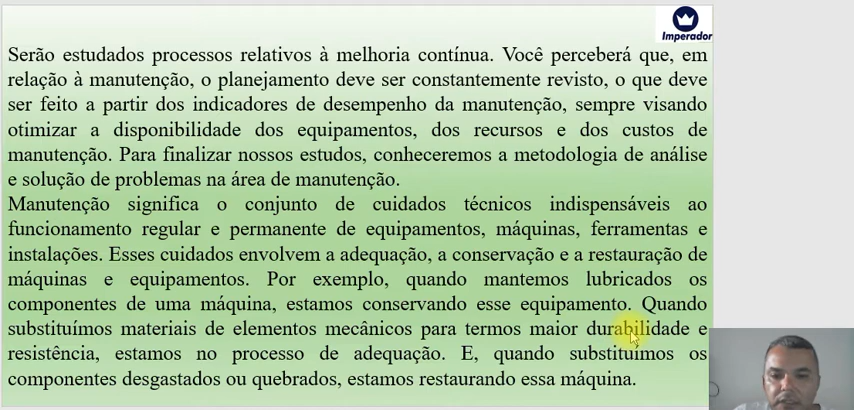 Imperador
Serão estudados processos relativos à melhoria contínua. Você perceberá que, em
relação à manutenção, o planejamento deve ser constantemente revisto, o que deve
ser feito a partir dos indicadores de desempenho da manutenção, sempre visando
otimizar a disponibilidade dos equipamentos, dos recursos e dos custos de
manutenção. Para finalizar nossos estudos, conheceremos a metodologia de análise
e solução de problemas na área de manutenção.
Manutenção significa o conjunto de cuidados técnicos indispensáveis ao
funcionamento regular e permanente de equipamentos, máquinas, ferramentas e
instalações. Esses cuidados envolvem a adequação, a conservação e a restauração de
máquinas e equipamentos. Por exemplo, quando mantemos lubricados os
componentes de uma máquina, estamos conservando esse equipamento. Quando
substituímos materiais de elementos mecânicos para termos maior durabilidade e
resistência, estamos no processo de adequação. E, quando substituímos os
componentes desgastados ou quebrados, estamos restaurando essa máquina.